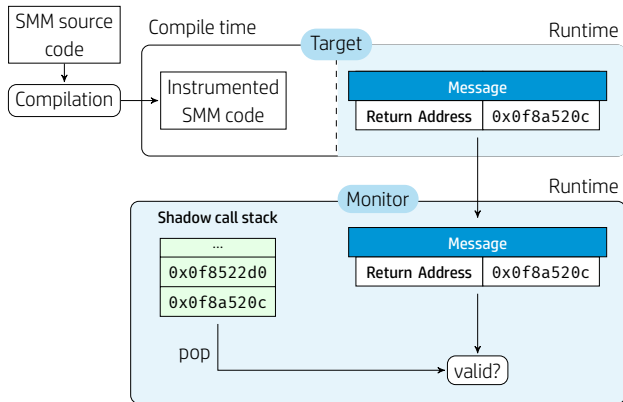 SMM source
code
Compilation
Compile time
Target
Runtime
Instrumented
SMM code
Message
Return Address 0x0f8a520c
Runtime
Monitor
Shadow call stack
...
0x0f8522d0
0x0f8a520c
Message
Return Address 0x0f8a520c
pop
valid?